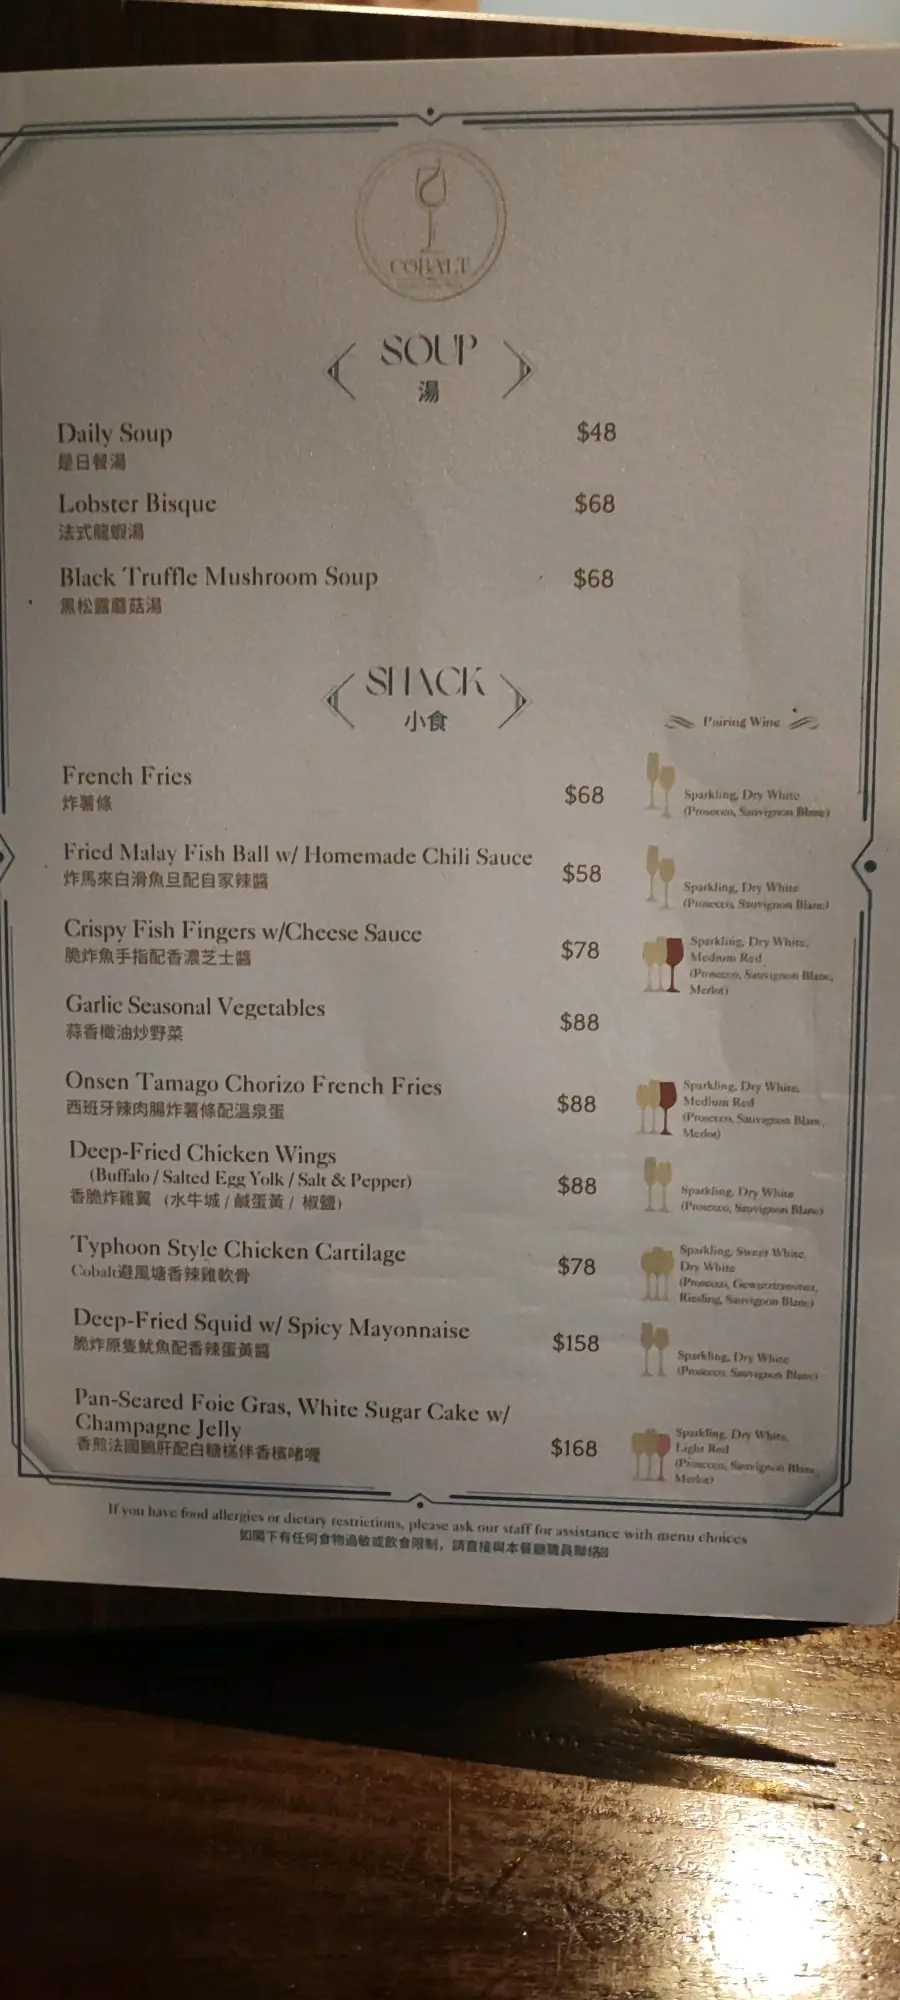 COBALT
SOUP
湯
Daily Soup $48
是日餐湯
Lobster Bisque $68
法式龍蝦湯
Black Truffle Mushroom Soup $68
黑松露蘑菇湯
SNACK
小食
Pairing Wine
French Fries $68
炸薯條
Sparkling, Dry White
(Prosecco, Sauvignon Blanc)
Fried Malay Fish Ball w/ Homemade Chili Sauce $58
炸馬來白滑魚旦配自家辣醬
Sparkling, Dry White
(Prosecco, Sauvignon Blanc)
Crispy Fish Fingers w/Cheese Sauce $78
脆炸魚手指配香濃芝士醬
Sparkling, Dry White,
Medium Red
(Prosecco, Sauvignon Blanc,
Merlot)
Garlic Seasonal Vegetables $88
蒜香橄油炒野菜
Onsen Tamago Chorizo French Fries $88
西班牙辣肉腸炸薯條配溫泉蛋
Sparkling, Dry White,
Medium Red
(Prosecco, Sauvignon Blanc,
Merlot)
Deep-Fried Chicken Wings
(Buffalo / Salted Egg Yolk / Salt & Pepper) $88
香脆炸雞翼 (水牛城 / 鹹蛋黃 / 椒鹽)
Sparkling, Dry White
(Prosecco, Sauvignon Blanc)
Typhoon Style Chicken Cartilage $78
Cobalt避風塘香辣雞軟骨
Sparkling, Sweet White,
Dry White
(Prosecco, Gewurztraminer,
Riesling, Sauvignon Blanc)
Deep-Fried Squid w/ Spicy Mayonnaise $158
脆炸原隻魷魚配香辣蛋黃醬
Sparkling, Dry White
(Prosecco, Sauvignon Blanc)
Pan-Seared Foie Gras, White Sugar Cake w/
Champagne Jelly $168
香煎法國鵝肝配白糖糕伴香檳啫喱
Sparkling, Dry White,
Light Red
(Prosecco, Sauvignon Blanc,
Merlot)
If you have food allergies or dietary restrictions, please ask our staff for assistance with menu choices
如閣下有任何食物過敏或飲食限制，請直接與本餐廳職員聯絡